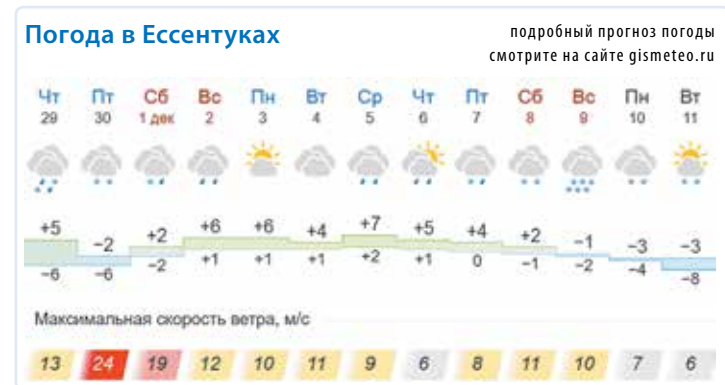 Погода в Ессентуках
подробный прогноз погоды
смотрите на сайте gismeteo.ru
Чт Пт Сб Вс Пн Вт Ср Чт Пт Сб Вс Пн Вт
29 30 1 дек 2 3 4 5 6 7 8 9 10 11
+5 −2 +2 +6 +6 +4 +7 +5 +4 +2 −1 −3 −3
−6 −6 −2 +1 +1 +1 +2 +1 0 −1 −2 −4 −8
Максимальная скорость ветра, м/с
13 24 19 12 10 11 9 6 8 11 10 7 6